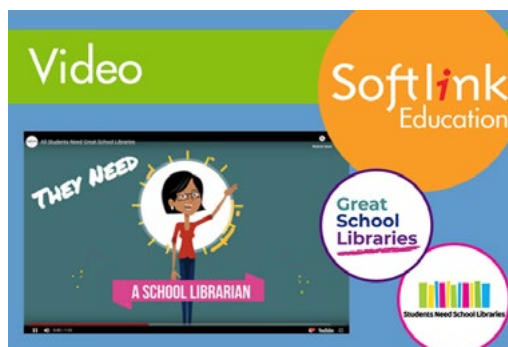 Video
Softlink
Education
All Students Need Great School Libraries
THEY NEED
A SCHOOL LIBRARIAN
Great
School
Libraries
Students Need School Libraries
YouTube